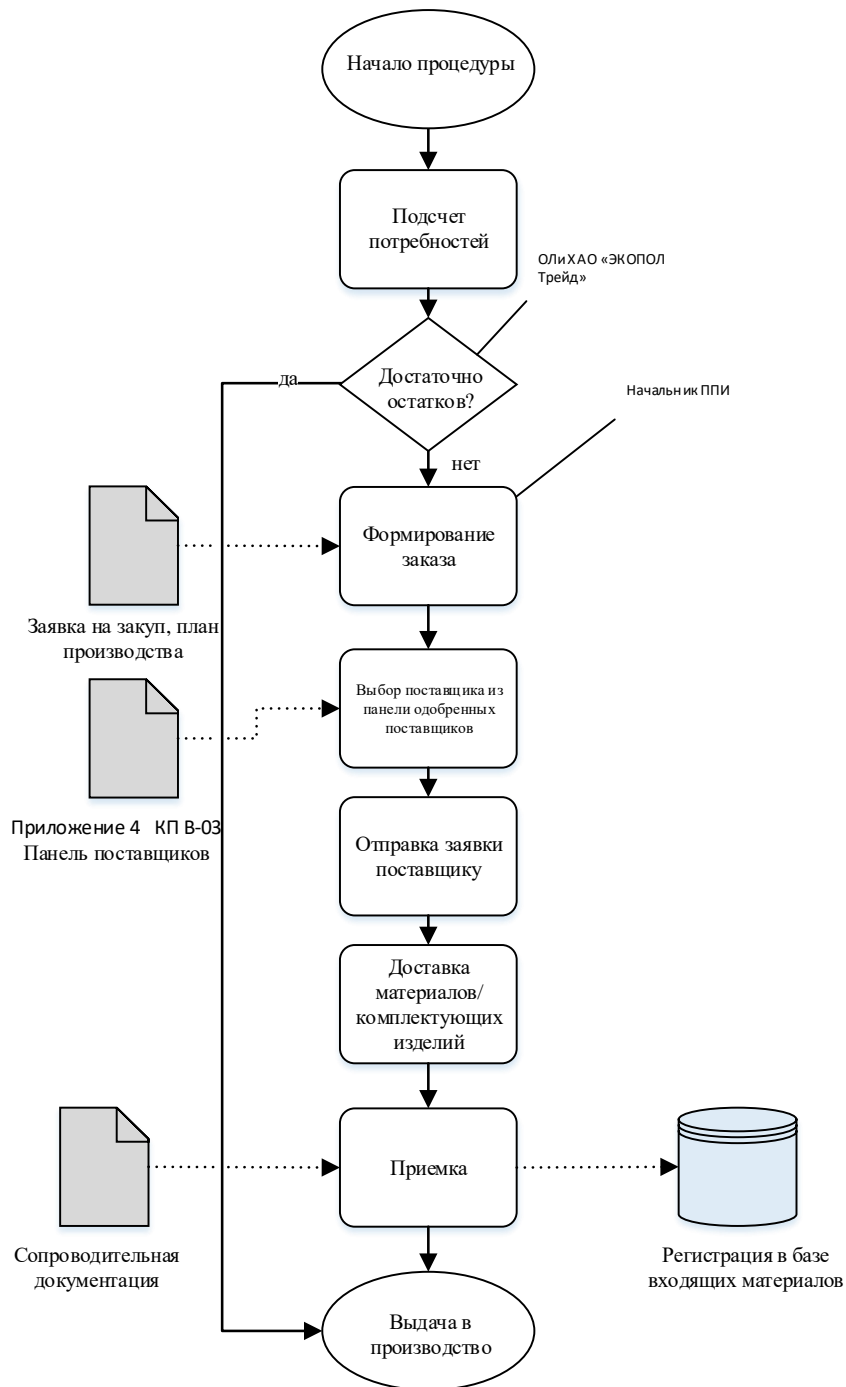 Начало процедуры
Подсчет
потребностей
ОЛиХ АО «ЭКОПОЛ
Трейд»
да
Достаточно
остатков?
Начальник ППИ
нет
Формирование
заказа
Заявка на закуп, план
производства
Выбор поставщика из
панели одобренных
поставщиков
Приложение 4 КП В-03
Панель поставщиков
Отправка заявки
поставщику
Доставка
материалов/
комплектующих
изделий
Приемка
Сопроводительная
документация
Регистрация в базе
входящих материалов
Выдача в
производство